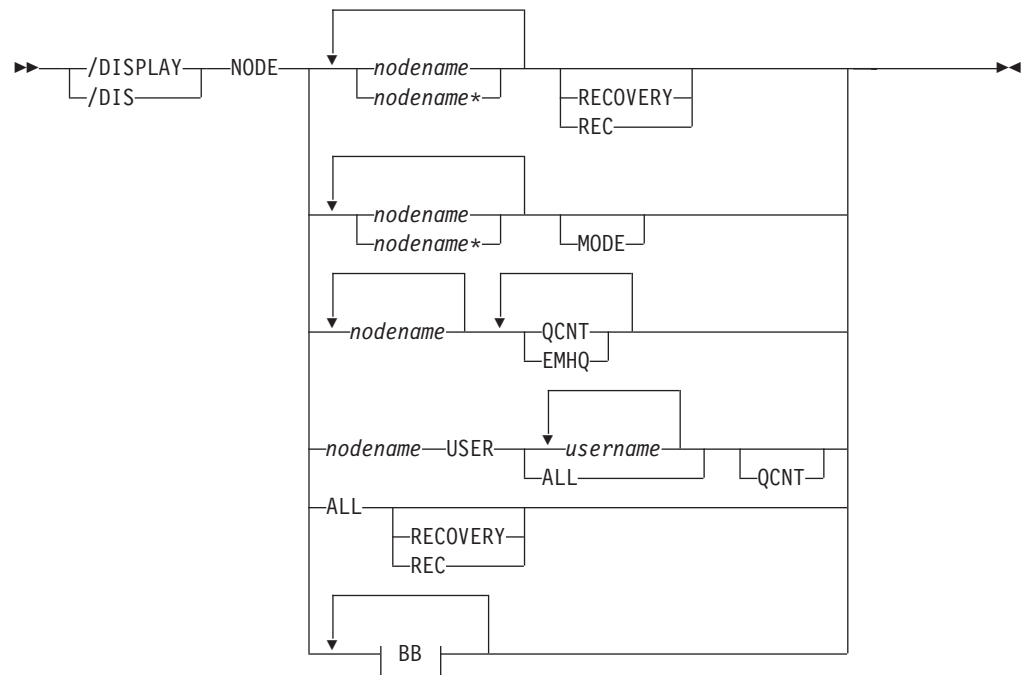 /DISPLAY NODE nodename
/DIS nodename* RECOVERY
REC
nodename
nodename* MODE
nodename QCNT
EMHQ
nodename USER username
ALL QCNT
ALL
RECOVERY
REC
BB